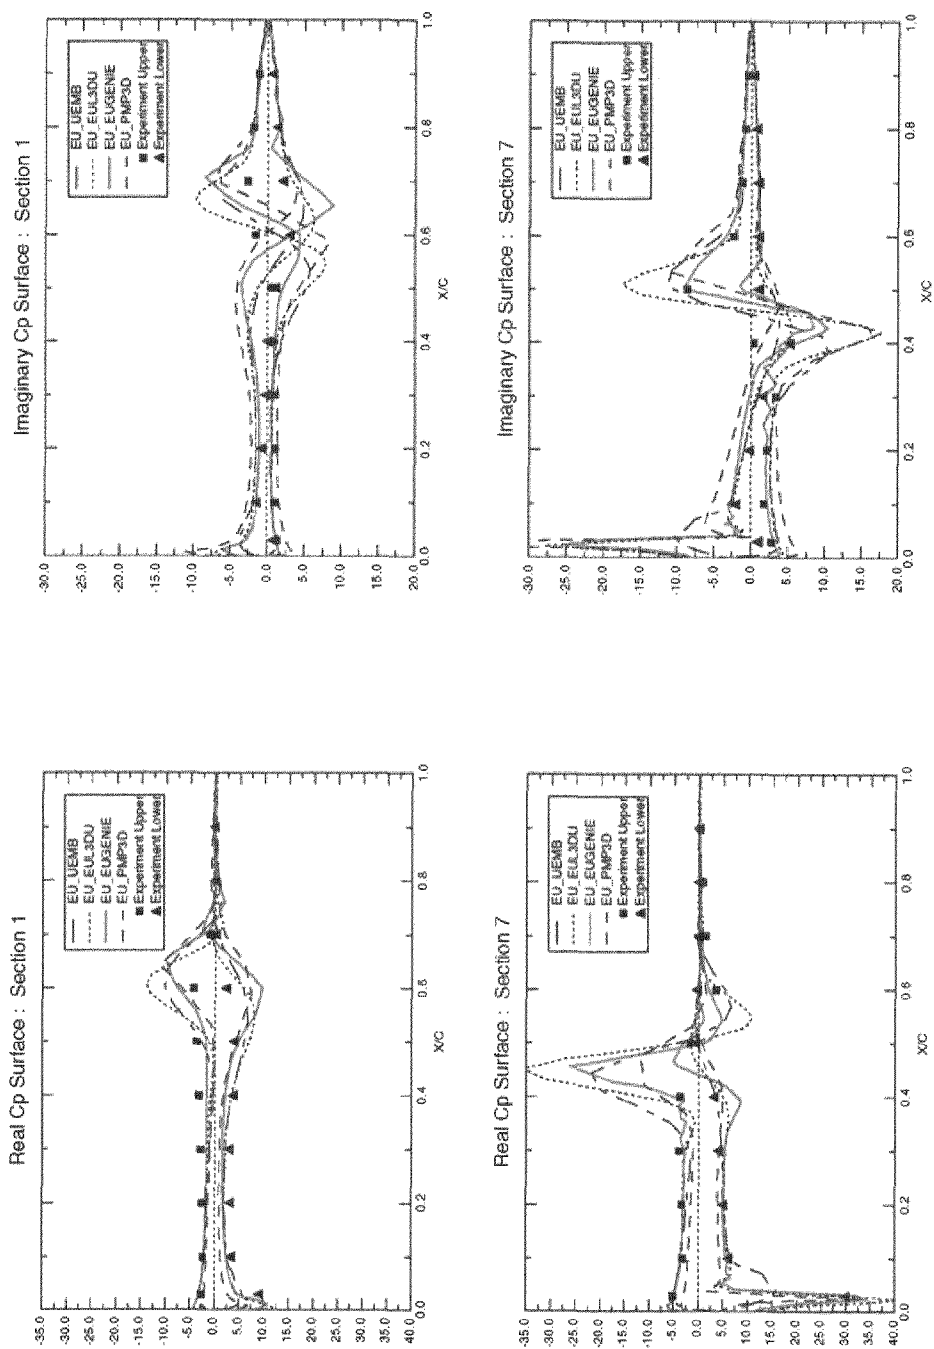 Real Cp Surface : Section 1
-35.0
-30.0
-25.0
-20.0
-15.0
-10.0
-5.0
0.0
5.0
10.0
15.0
20.0
25.0
30.0
35.0
40.0
EU_UEMB
EU_EUL3DU
EU_EUGENIE
EU_PMP3D
Experiment Upper
Experiment Lower
0.0 0.2 0.4 0.6 0.8 1.0
X/C
Imaginary Cp Surface : Section 1
-30.0
-25.0
-20.0
-15.0
-10.0
-5.0
0.0
5.0
10.0
15.0
20.0
EU_UEMB
EU_EUL3DU
EU_EUGENIE
EU_PMP3D
Experiment Upper
Experiment Lower
0.0 0.2 0.4 0.6 0.8 1.0
X/C
Real Cp Surface : Section 7
-35.0
-30.0
-25.0
-20.0
-15.0
-10.0
-5.0
0.0
5.0
10.0
15.0
20.0
25.0
30.0
35.0
40.0
EU_UEMB
EU_EUL3DU
EU_EUGENIE
EU_PMP3D
Experiment Upper
Experiment Lower
0.0 0.2 0.4 0.6 0.8 1.0
X/C
Imaginary Cp Surface : Section 7
-30.0
-25.0
-20.0
-15.0
-10.0
-5.0
0.0
5.0
10.0
15.0
20.0
EU_UEMB
EU_EUL3DU
EU_EUGENIE
EU_PMP3D
Experiment Upper
Experiment Lower
0.0 0.2 0.4 0.6 0.8 1.0
X/C